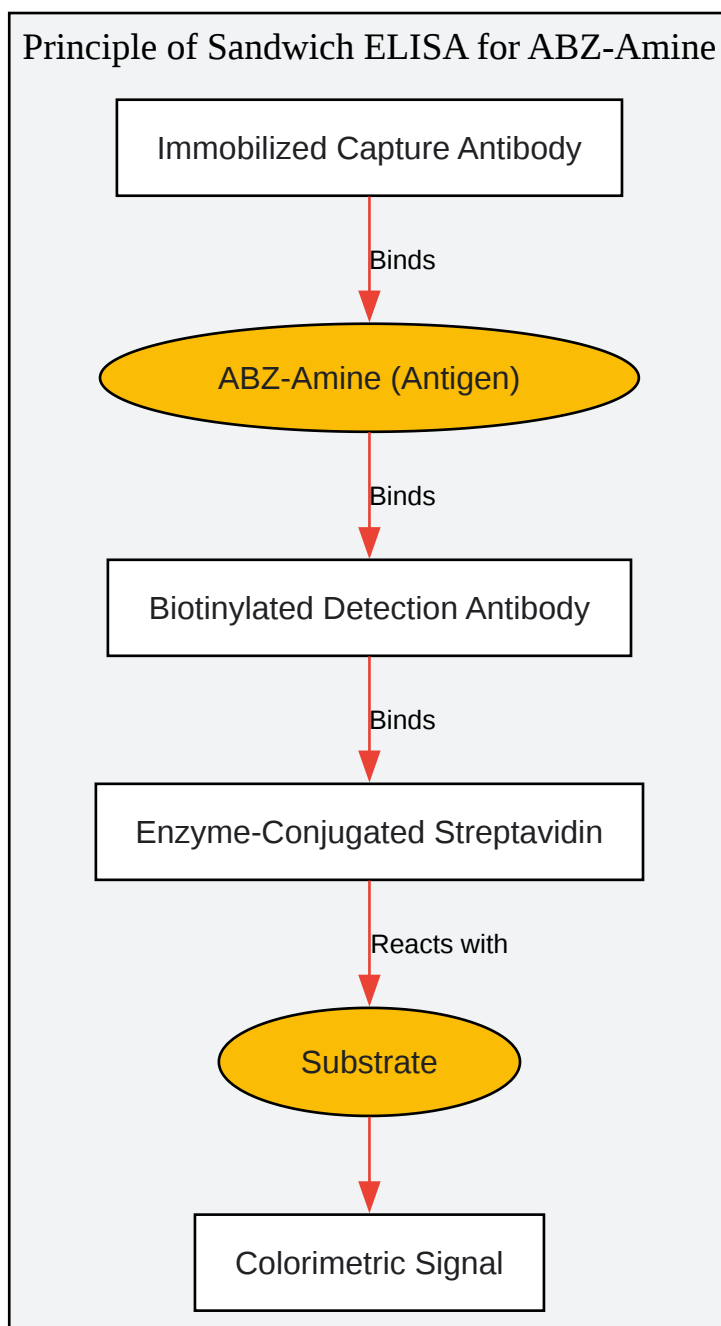 Principle of Sandwich ELISA for ABZ-Amine
Immobilized Capture Antibody
Binds
ABZ-Amine (Antigen)
Binds
Biotinylated Detection Antibody
Binds
Enzyme-Conjugated Streptavidin
Reacts with
Substrate
Colorimetric Signal